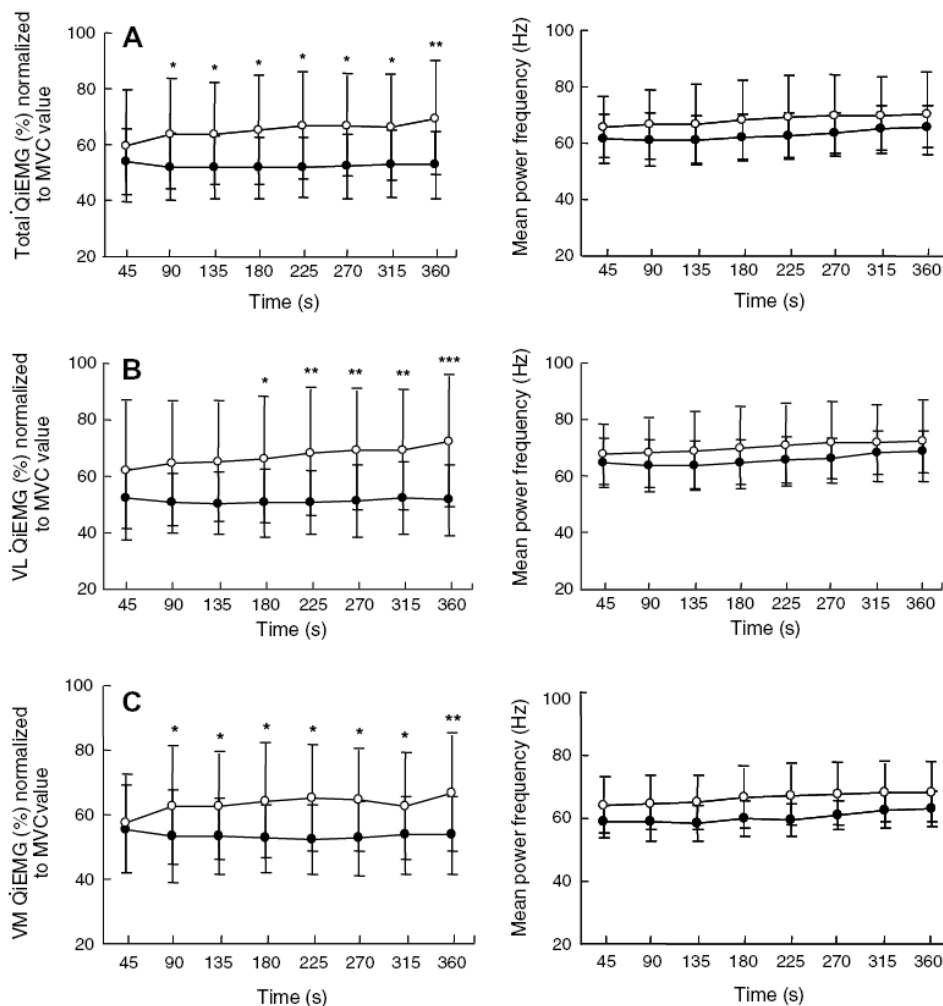 A
Total Q̇iEMG (%) normalized
to MVC value
100
80
60
40
20
* * * * * * **
45 90 135 180 225 270 315 360
Time (s)
Mean power frequency (Hz)
100
80
60
40
20
45 90 135 180 225 270 315 360
Time (s)
B
VL Q̇iEMG (%) normalized
to MVC value
100
80
60
40
20
* ** ** ** ***
45 90 135 180 225 270 315 360
Time (s)
Mean power frequency (Hz)
100
80
60
40
20
45 90 135 180 225 270 315 360
Time (s)
C
VM Q̇iEMG (%) normalized
to MVCvalue
100
80
60
40
20
* * * * * * **
45 90 135 180 225 270 315 360
Time (s)
Mean power frequency (Hz)
100
80
60
40
20
45 90 135 180 225 270 315 360
Time (s)